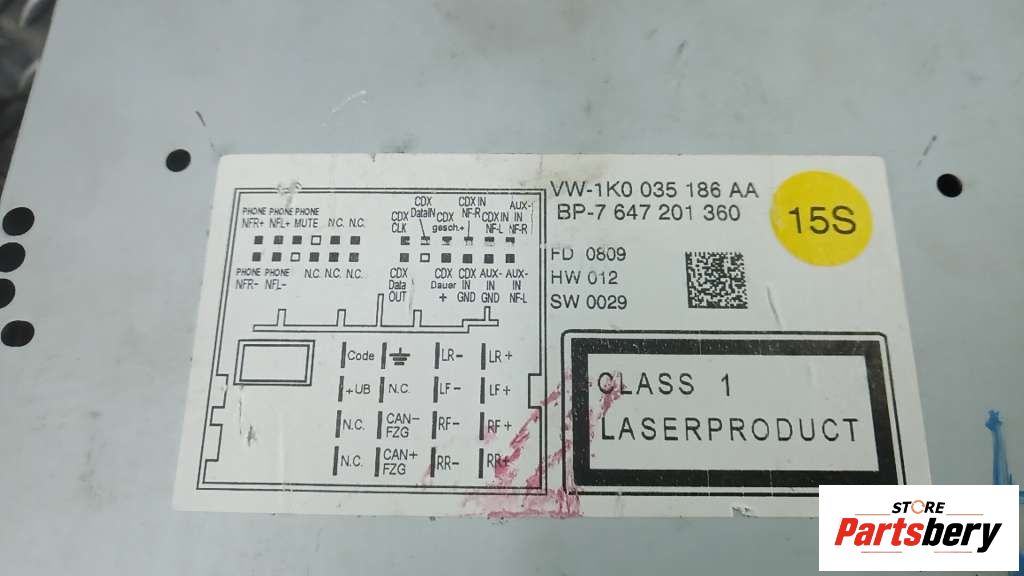 VW-1K0 035 186 AA
BP-7 647 201 360
15S
FD 0809
HW 012
SW 0029
PHONE PHONE PHONE
NFR+ NFL+ MUTE N.C. N.C.
PHONE PHONE N.C. N.C. N.C.
NFR- NFL-
CDX CLK
CDX DataIN
CDX gesch.+
CDX IN NF-R
CDX IN NF-L
AUX- IN NF-R
CDX Data OUT
CDX Dauer +
CDX IN GND
AUX- IN GND
AUX- IN NF-L
Code LR- LR+
+UB N.C. LF- LF+
N.C. CAN- FZG RF- RF+
N.C. CAN+ FZG RR- RR+
CLASS 1
LASERPRODUCT
STORE
Partsbery